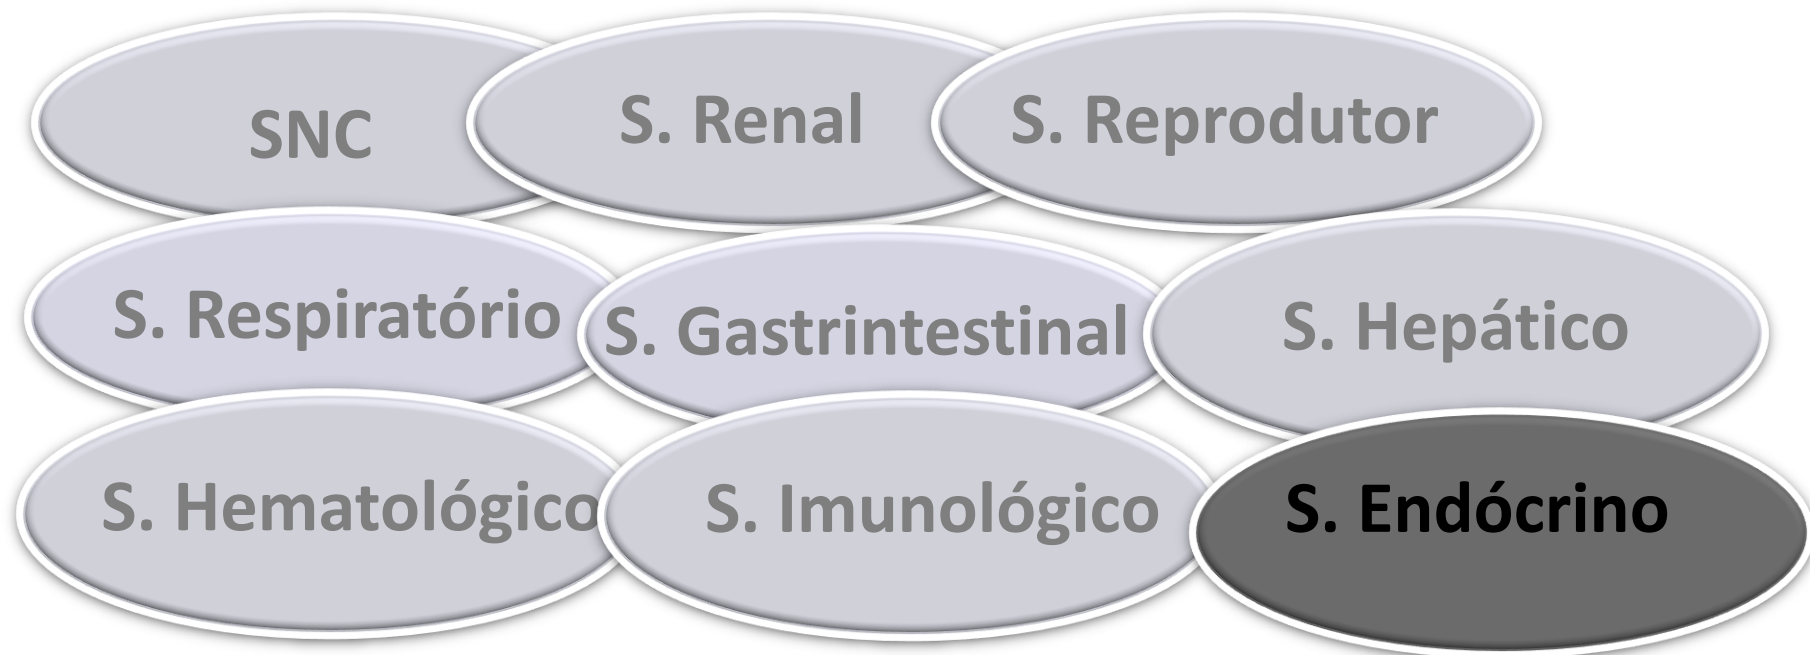 SNC
S. Renal
S. Reprodutor
S. Respiratório
S. Gastrintestinal
S. Hepático
S. Hematológico
S. Imunológico
S. Endócrino